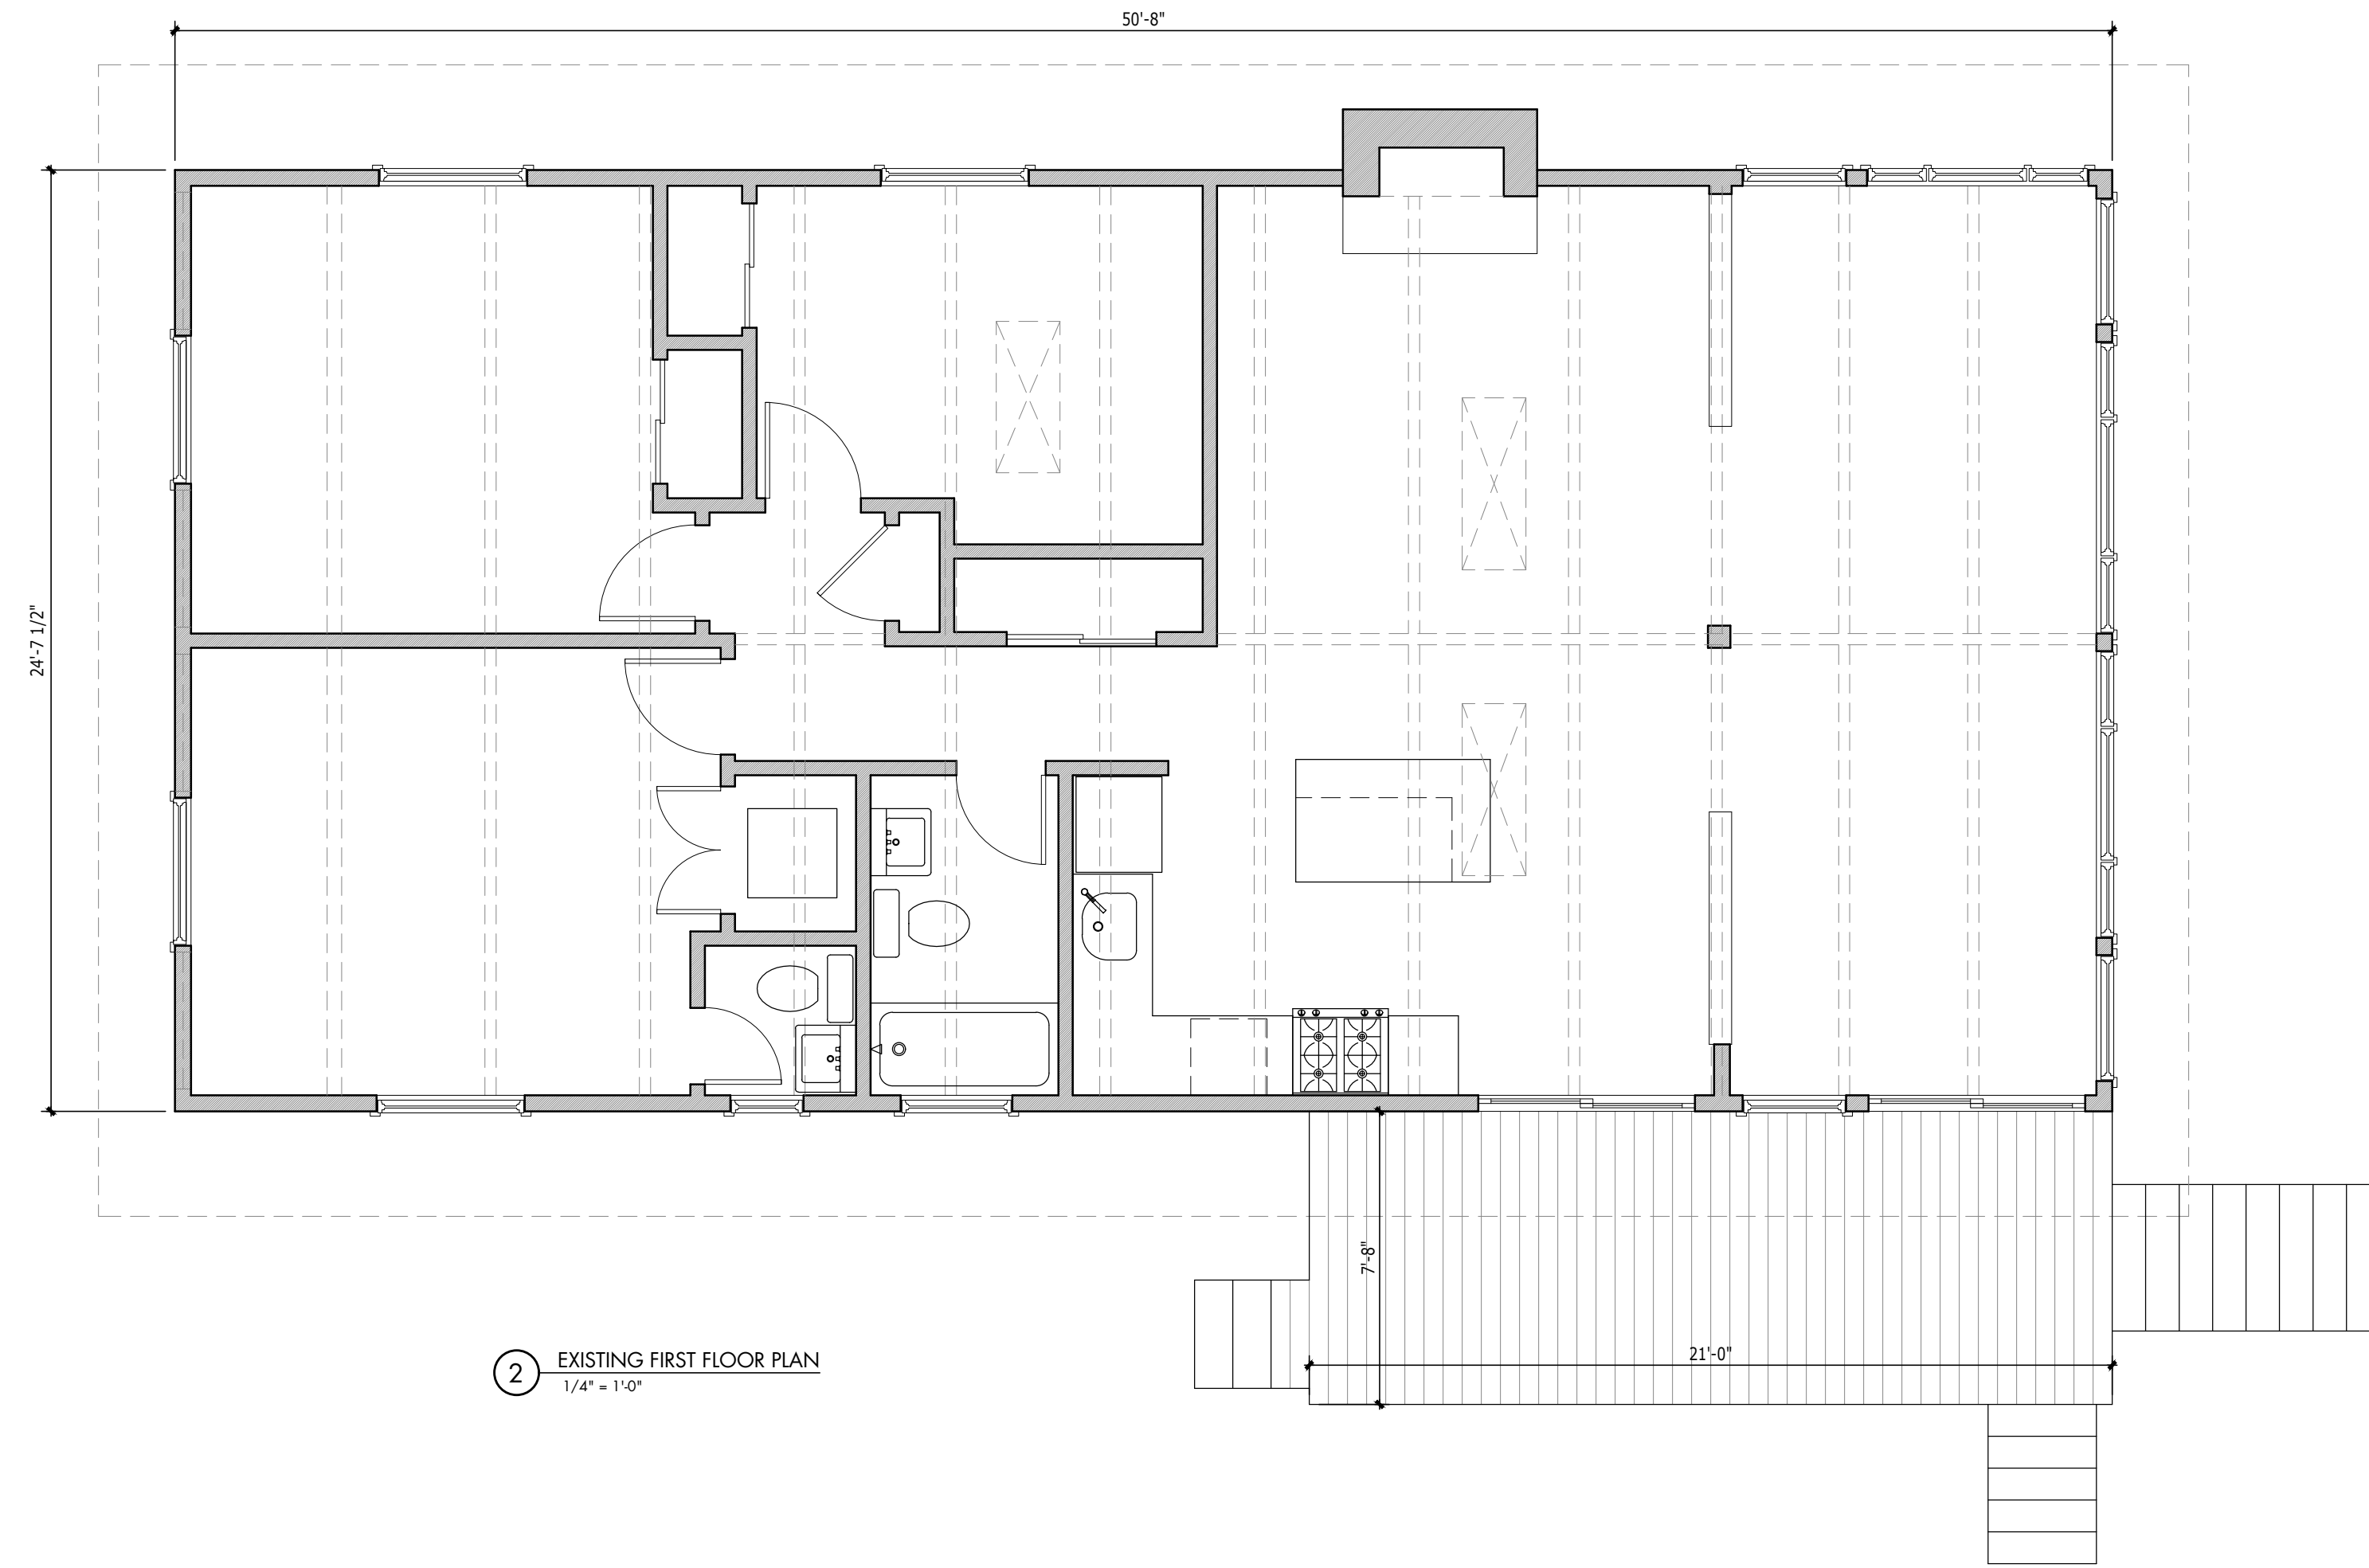 50'-8"
24'-7 1/2"
7'-8"
21'-0"
2
EXISTING FIRST FLOOR PLAN
1/4" = 1'-0"